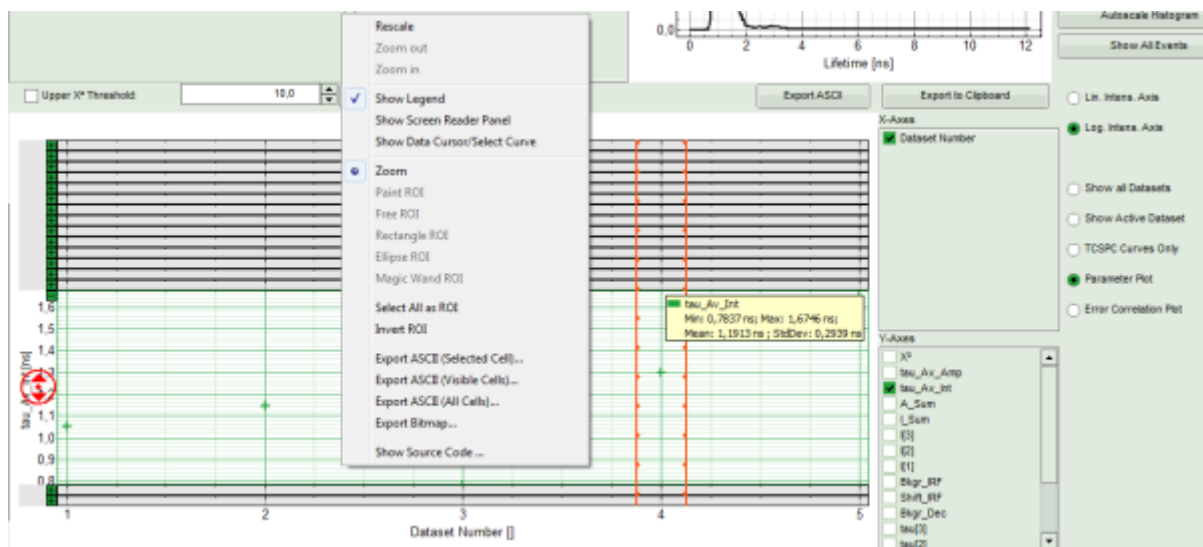 Autoscale Histogram
Show All Events
0,0
0 2 4 6 8 10 12
Lifetime [ns]
Upper X² Threshold: 10,0
Export ASCII
Export to Clipboard
Rescale
Zoom out
Zoom in
Show Legend
Show Screen Reader Panel
Show Data Cursor/Select Curve
Zoom
Paint ROI
Free ROI
Rectangle ROI
Ellipse ROI
Magic Wand ROI
Select All as ROI
Invert ROI
Export ASCII (Selected Cell)...
Export ASCII (Visible Cells)...
Export ASCII (All Cells)...
Export Bitmap...
Show Source Code ...
X-Axes
Dataset Number
Lin. Intens. Axis
Log. Intens. Axis
Show all Datasets
Show Active Dataset
TCSPC Curves Only
Parameter Plot
Error Correlation Plot
1,6
1,5
1,4
1,1
1,0
0,9
0,8
tau_Av_Int
Min: 0,7837 ns; Max: 1,6746 ns;
Mean: 1,1913 ns ; StdDev: 0,2939 ns
1 2 3 4 5
Dataset Number []
Y-Axes
X²
tau_Av_Amp
tau_Av_Int
A_Sum
I_Sum
I[3]
I[2]
I[1]
Bkgr_IRF
Shift_IRF
Bkgr_Dec
tau[3]
tau[2]